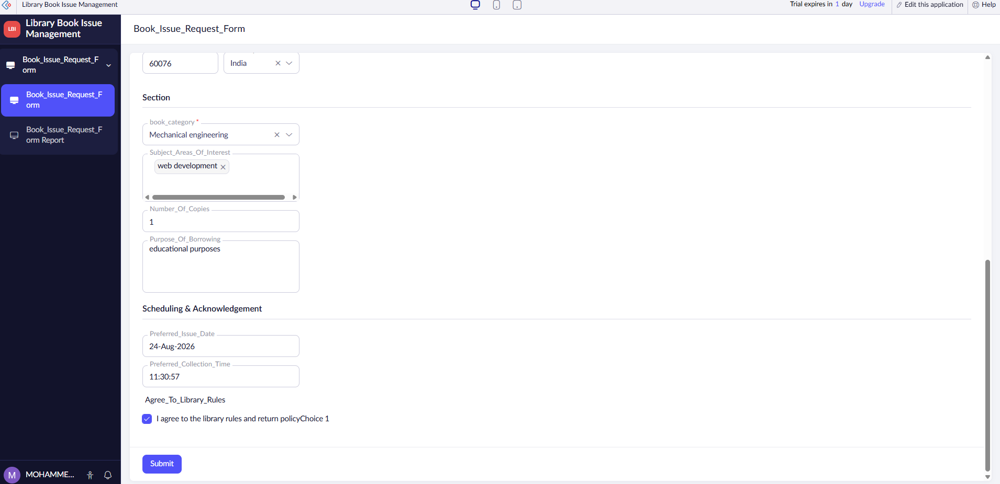 Library Book Issue Management
Trial expires in 1 day Upgrade
Edit this application
Help
LBI
Library Book Issue
Management
Book_Issue_Request_F
orm
Book_Issue_Request_F
orm
Book_Issue_Request_F
orm Report
MOHAMME...
M
Book_Issue_Request_Form
60076
India
Section
book_category *
Mechanical engineering
Subject_Areas_Of_Interest
web development
Number_Of_Copies
1
Purpose_Of_Borrowing
educational purposes
Scheduling & Acknowledgement
Preferred_Issue_Date
24-Aug-2026
Preferred_Collection_Time
11:30:57
Agree_To_Library_Rules
I agree to the library rules and return policyChoice 1
Submit